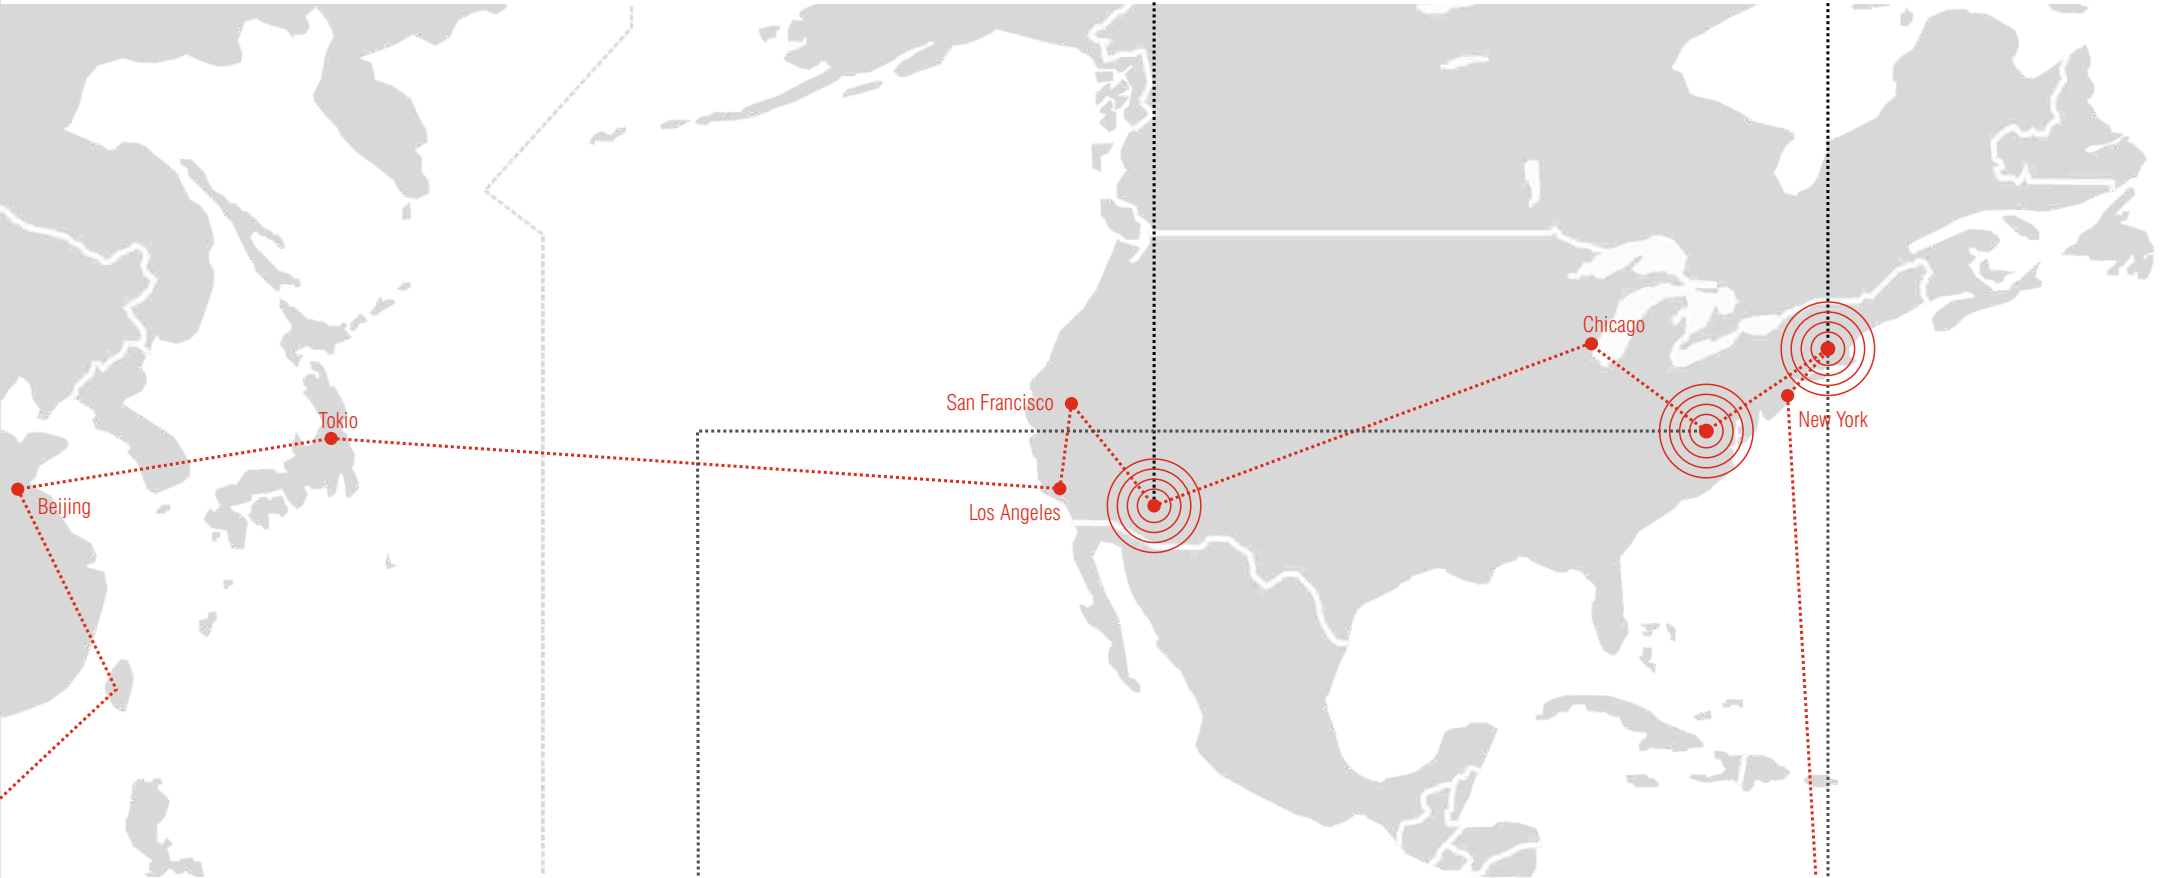 Chicago
San Francisco
New York
Tokio
Beijing
Los Angeles